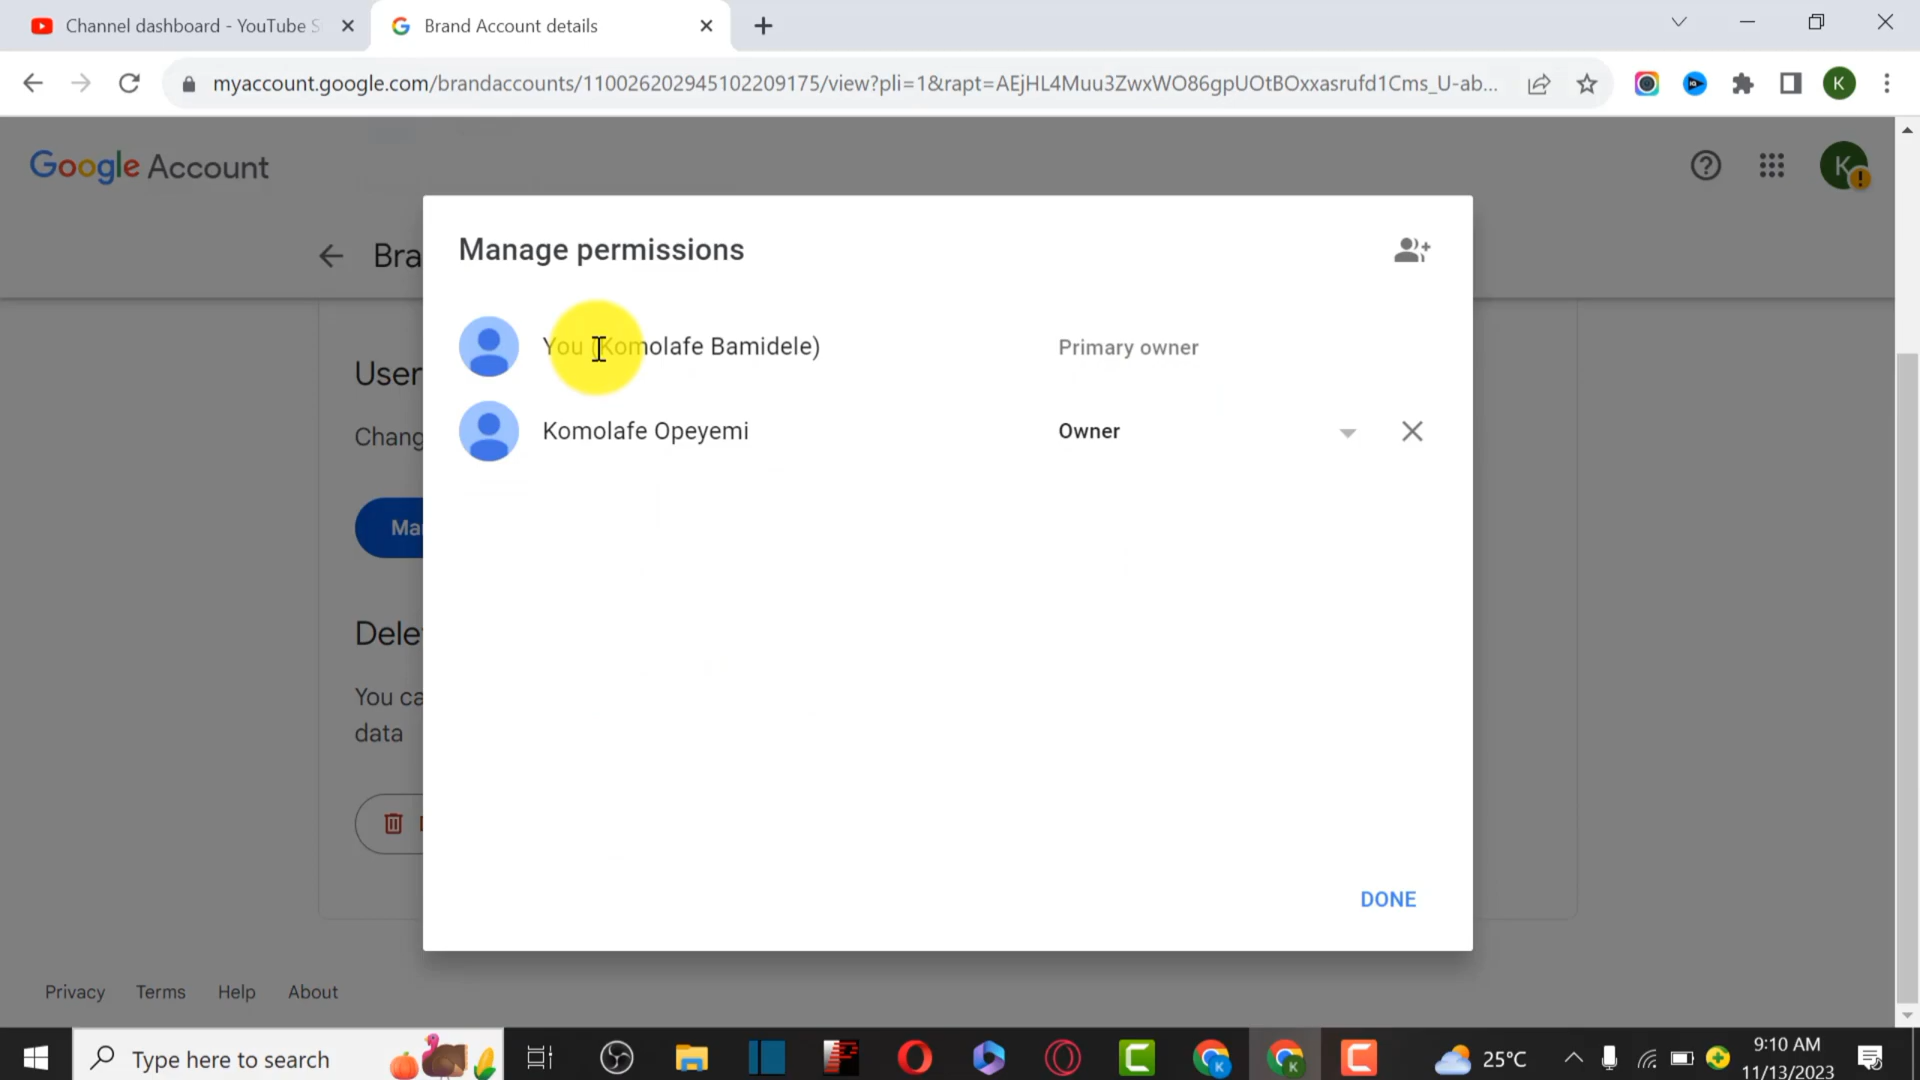 Channel dashboard - YouTube S
Brand Account details
myaccount.google.com/brandaccounts/110026202945102209175/view?pli=1&rapt=AEjHL4Muu3ZwxWO86gpUOtBOxxasrufd1Cms_U-ab...
K
Google Account
K
Bra
Manage permissions
You (Komolafe Bamidele)
Primary owner
Komolafe Opeyemi
Owner
User
Chang
Ma
Dele
You ca
data
DONE
Privacy
Terms
Help
About
Type here to search
25°C
9:10 AM
11/13/2023